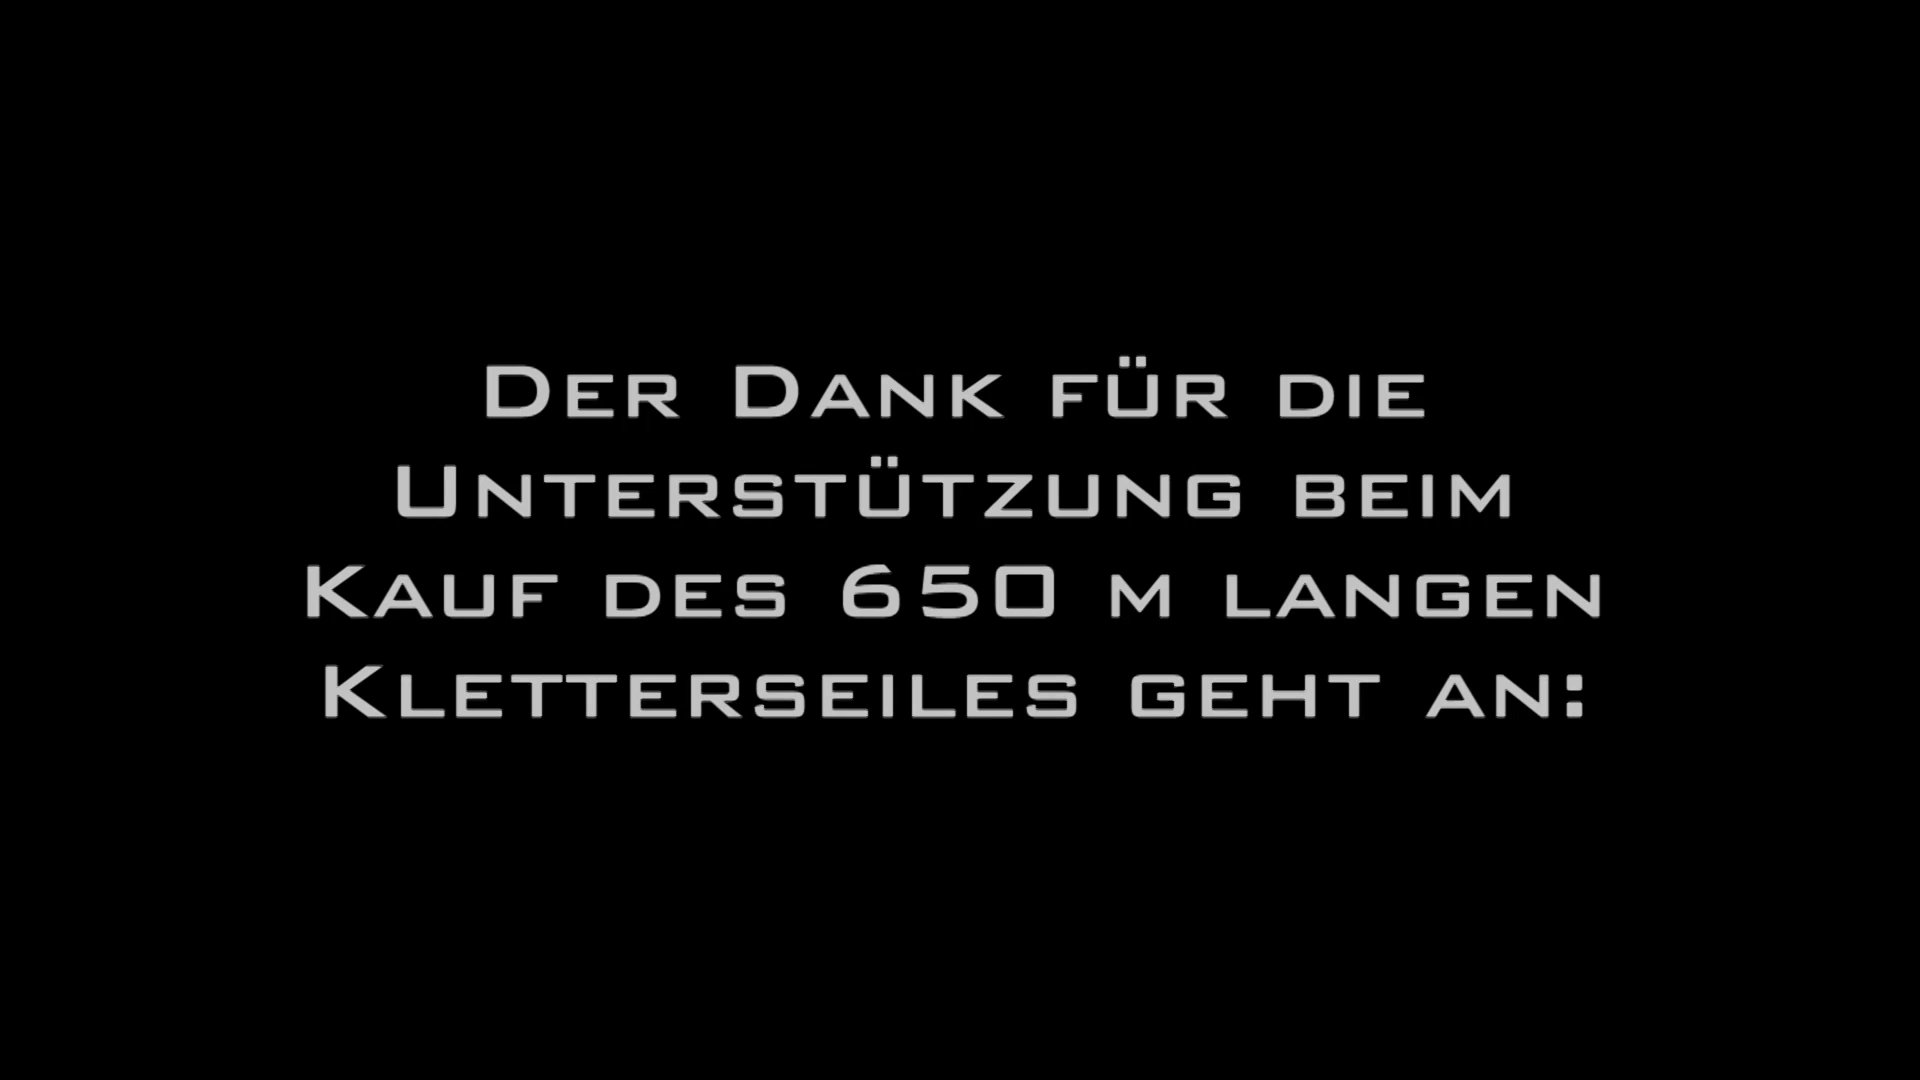 Der Dank für die
Unterstützung beim
Kauf des 650 m langen
Kletterseiles geht an: